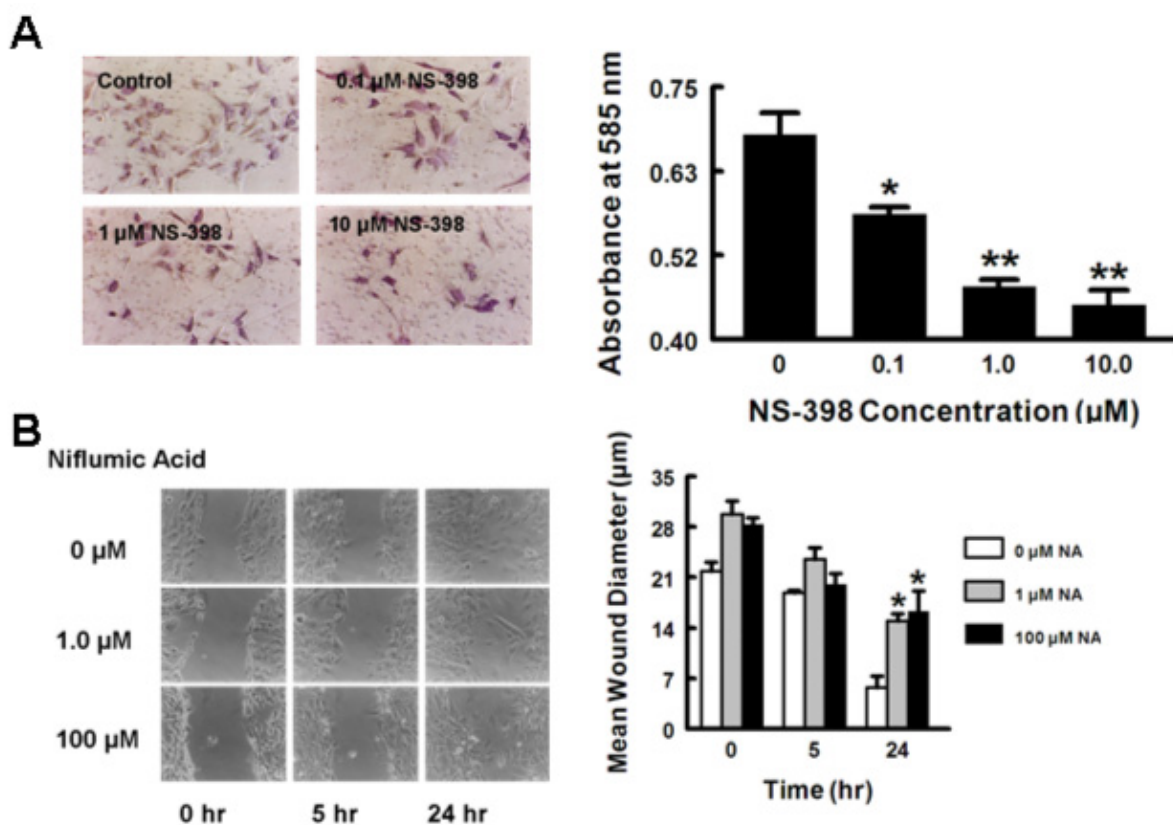 A
Control
0.1 µM NS-398
1 µM NS-398
10 µM NS-398
Absorbance at 585 nm
0.75
0.63
0.52
0.40
*
**
**
0
0.1
1.0
10.0
NS-398 Concentration (µM)
B
Niflumic Acid
0 µM
1.0 µM
100 µM
0 hr
5 hr
24 hr
Mean Wound Diameter (µm)
35
28
21
14
7
0
*
*
0
5
24
Time (hr)
0 µM NA
1 µM NA
100 µM NA